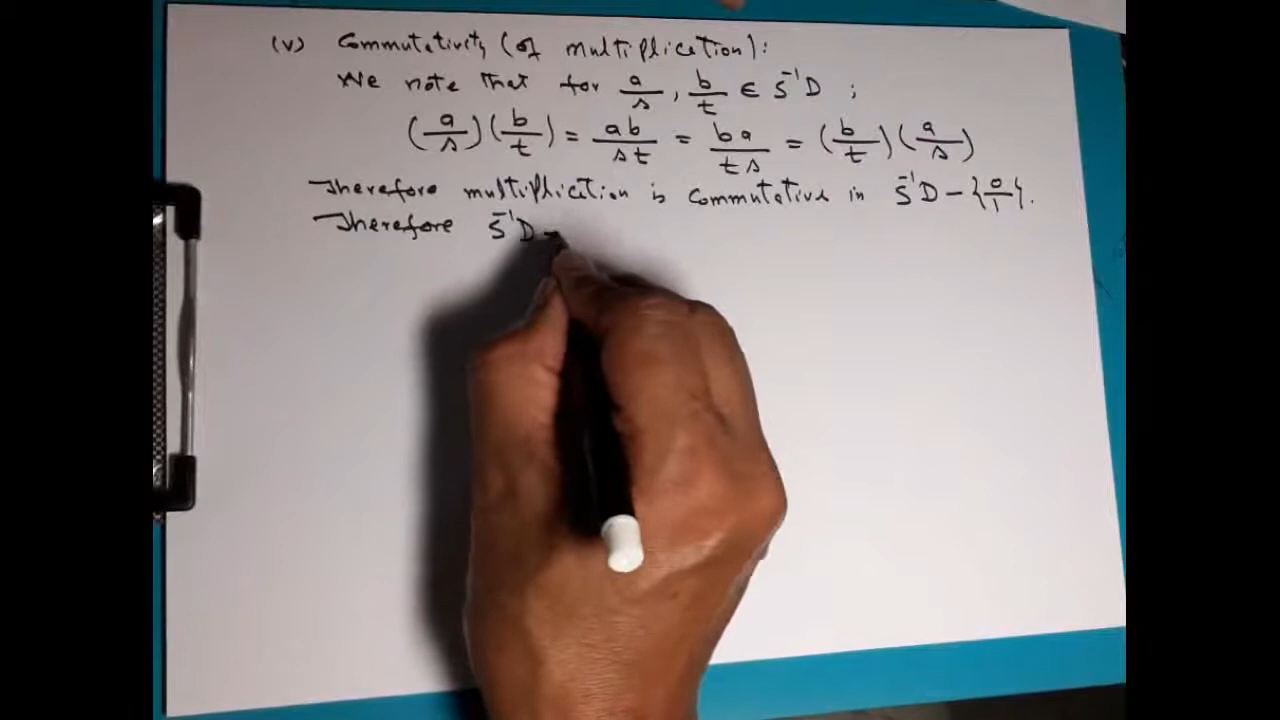 (v) Commutativity (of multiplication):
We note that for a/s, b/t ∈ S⁻¹D ;
(a/s)(b/t) = ab/st = ba/ts = (b/t)(a/s)
Therefore multiplication is commutative in S⁻¹D – {0/1}.
Therefore S⁻¹D –